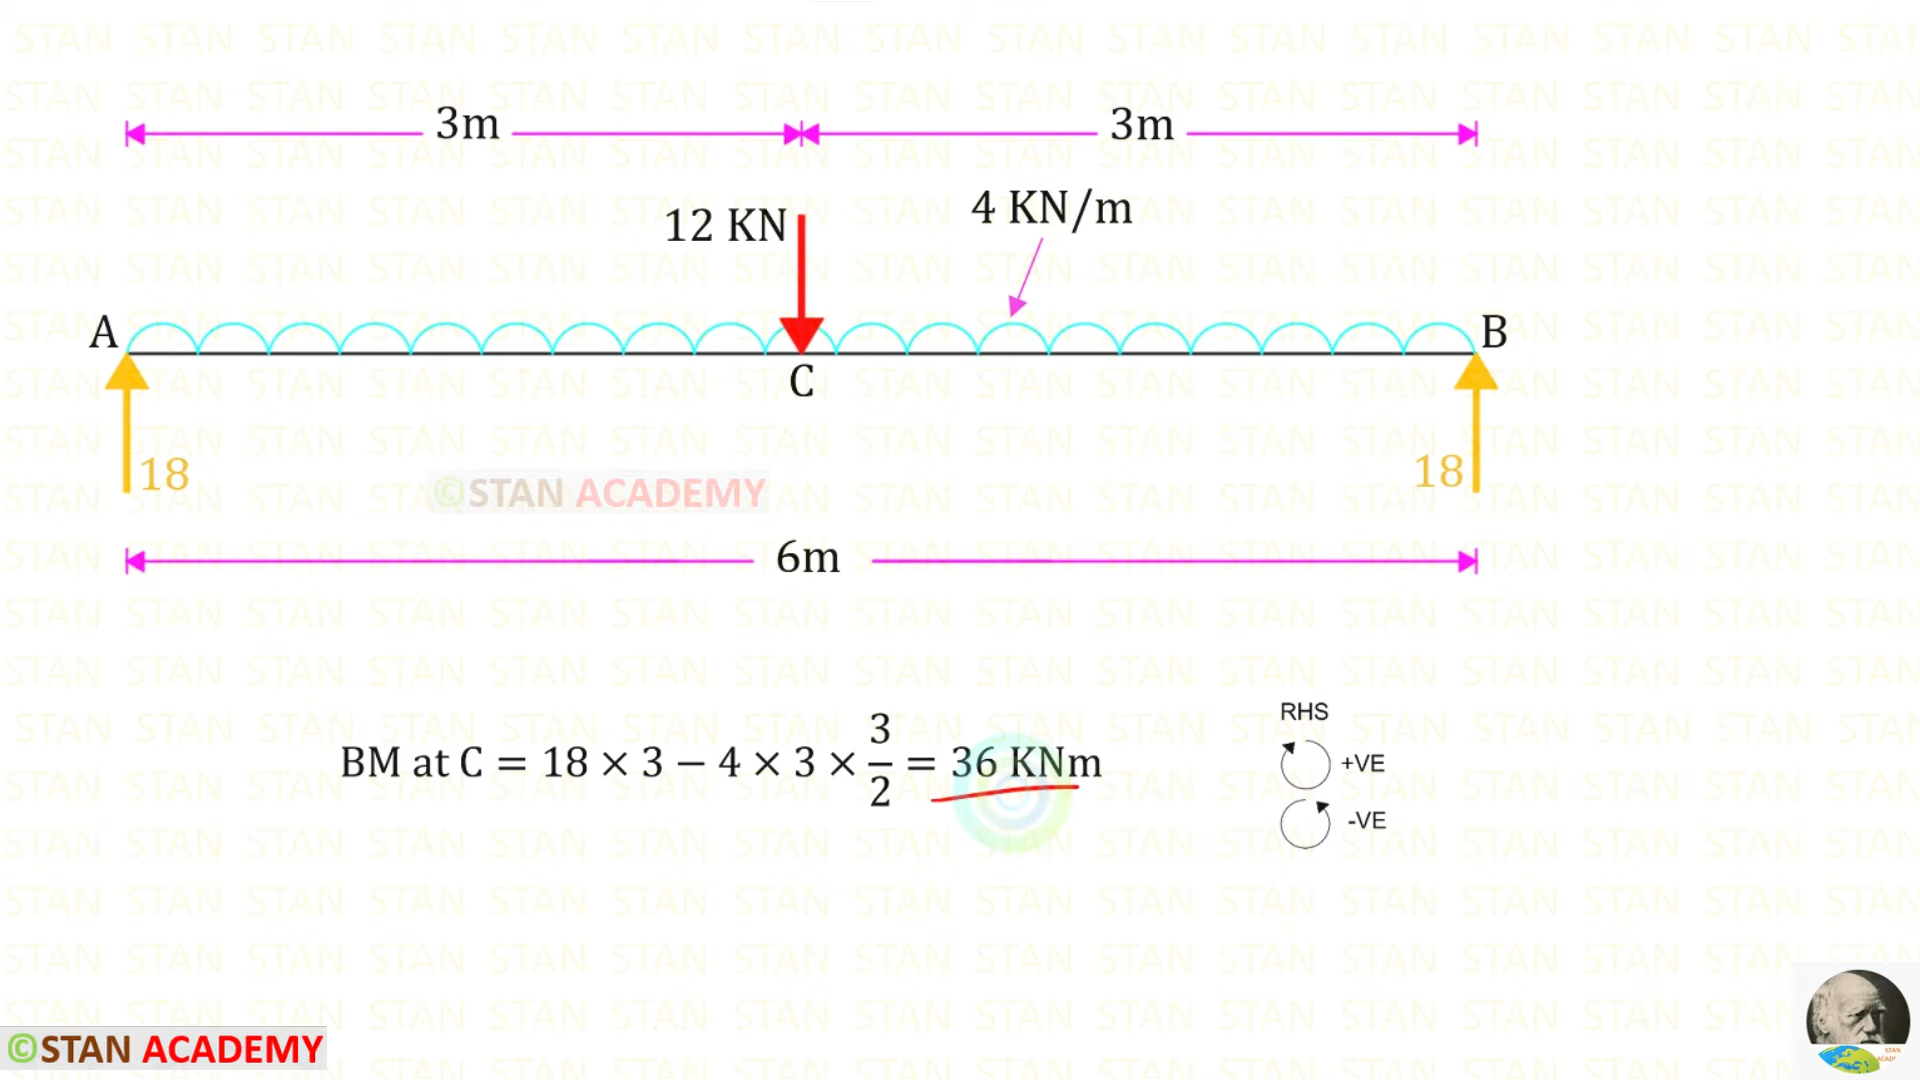 3m 3m
12 KN 4 KN/m
A B
C
18 18
©STAN ACADEMY
6m
BM at C = 18 × 3 − 4 × 3 × 3/2 = 36 KNm
RHS
+VE
-VE
©STAN ACADEMY